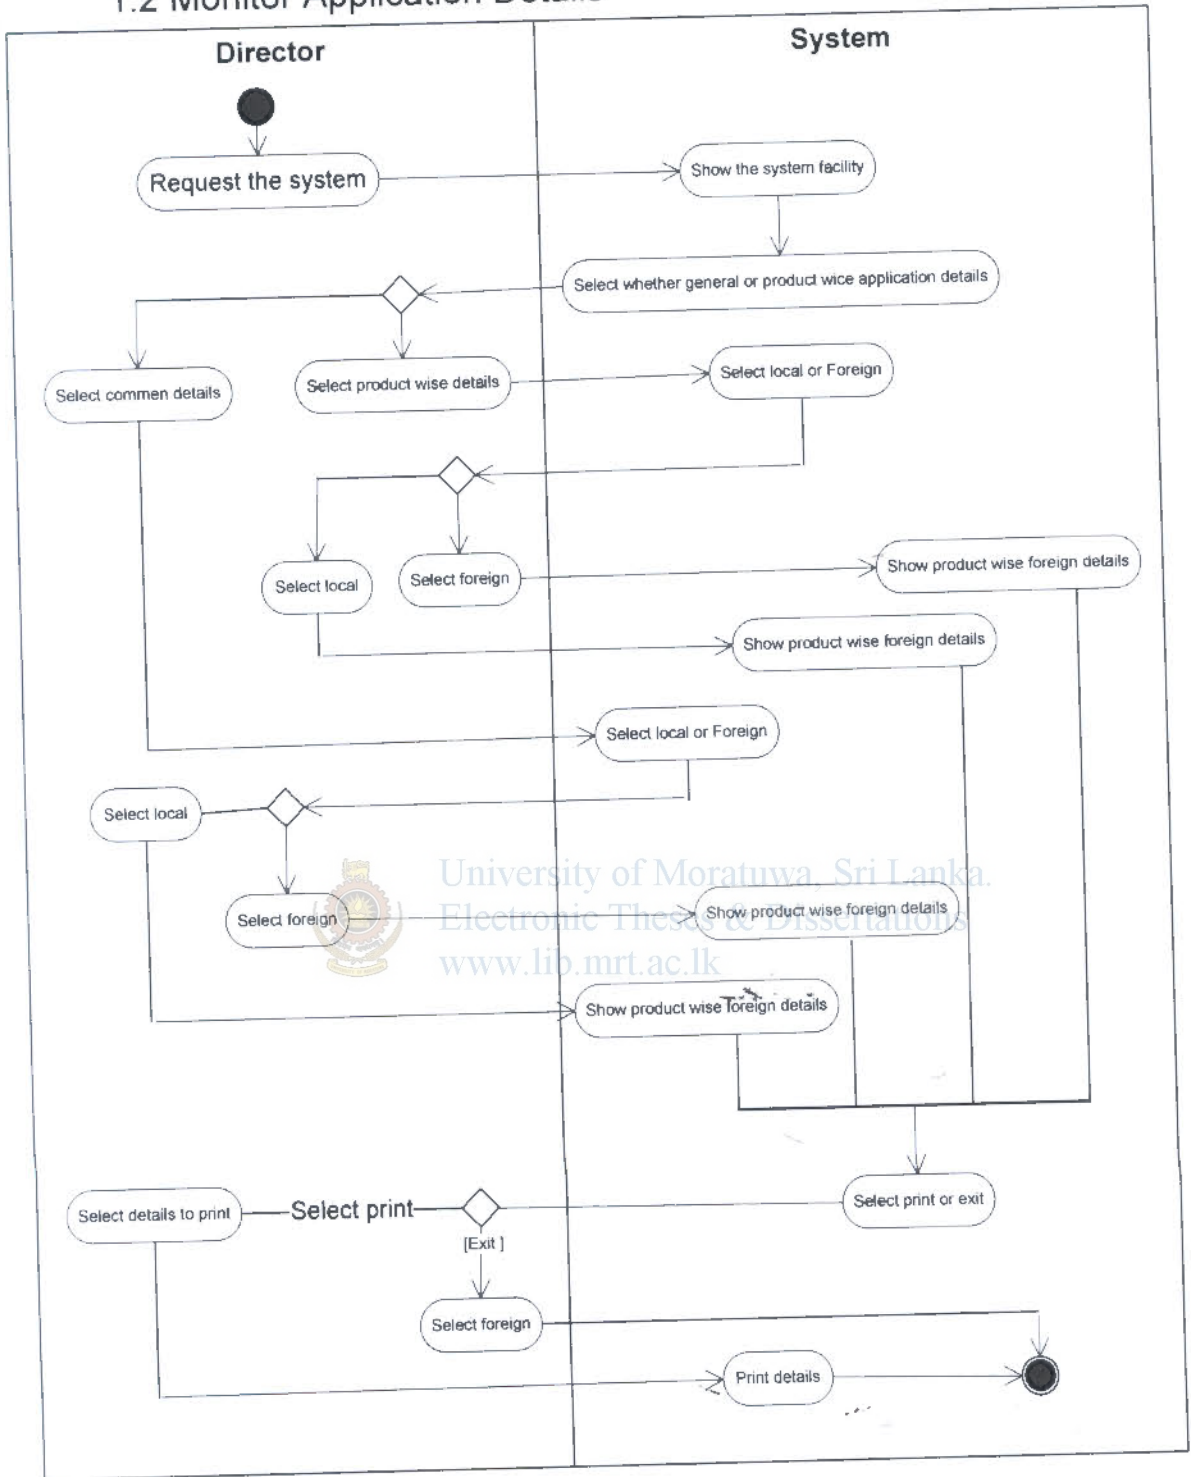 1.2 Monitor Application Details
Director
System
Request the system
Show the system facility
Select whether general or product wice application details
Select commen details
Select product wise details
Select local or Foreign
Select local
Select foreign
Show product wise foreign details
Show product wise foreign details
Select local or Foreign
Select local
University of Moratuwa, Sri Lanka.
Select foreign
Electronic Theses & Dissertations
Show product wise foreign details
www.lib.mrt.ac.lk
Show product wise foreign details
Select details to print
Select print
[Exit ]
Select print or exit
Select foreign
Print details